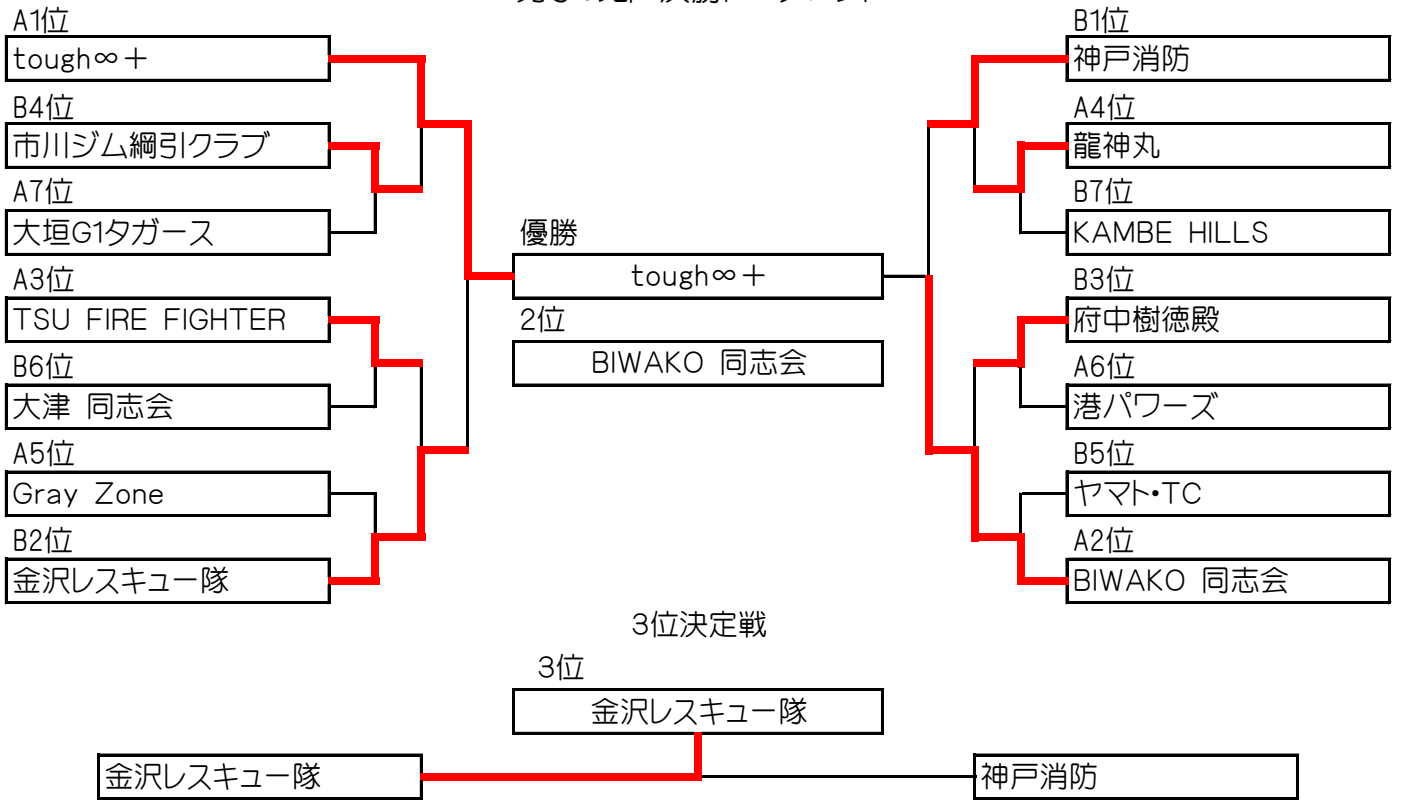 A1位
tough∞＋
B4位
市川ジム綱引クラブ
A7位
大垣G1タガース
A3位
TSU FIRE FIGHTER
B6位
大津 同志会
A5位
Gray Zone
B2位
金沢レスキュー隊
優勝
tough∞＋
2位
BIWAKO 同志会
B1位
神戸消防
A4位
龍神丸
B7位
KAMBE HILLS
B3位
府中樹徳殿
A6位
港パワーズ
B5位
ヤマト・TC
A2位
BIWAKO 同志会
3位決定戦
3位
金沢レスキュー隊
金沢レスキュー隊
神戸消防